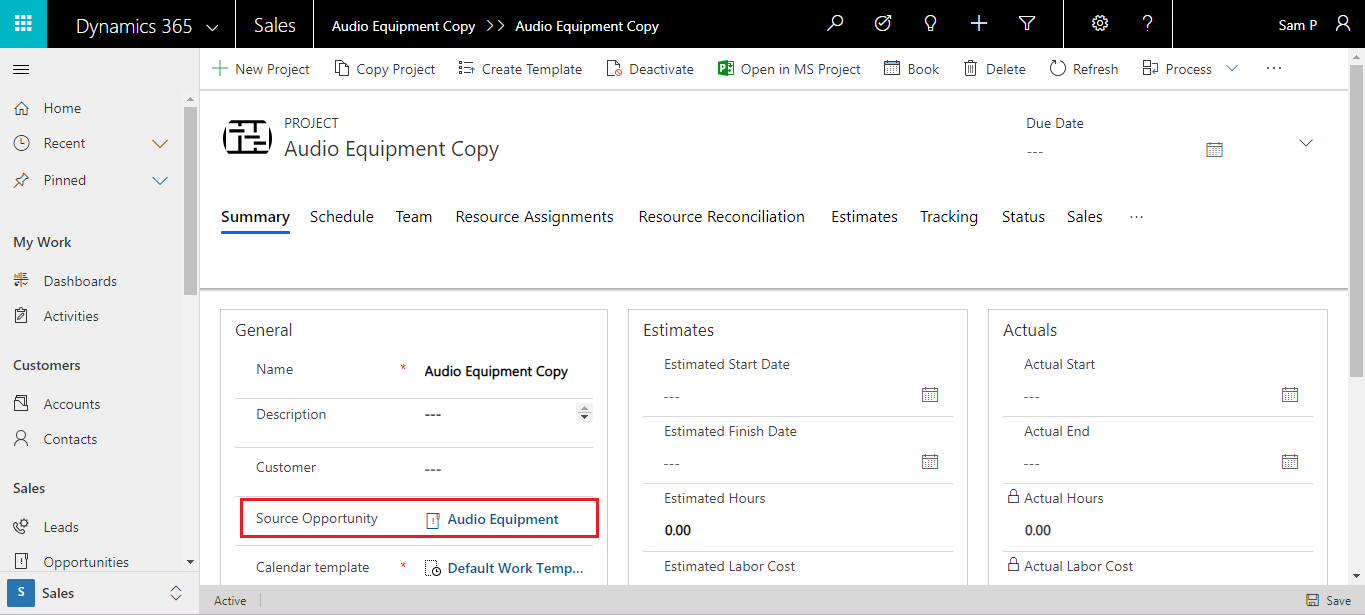 Dynamics 365 Sales Audio Equipment Copy >> Audio Equipment Copy Sam P
New Project Copy Project Create Template Deactivate Open in MS Project Book Delete Refresh Process ...
Home
Recent
Pinned
My Work
Dashboards
Activities
Customers
Accounts
Contacts
Sales
Leads
Opportunities
S Sales
PROJECT
Audio Equipment Copy
Due Date
---
Summary Schedule Team Resource Assignments Resource Reconciliation Estimates Tracking Status Sales ...
General
Name * Audio Equipment Copy
Description ---
Customer ---
Source Opportunity Audio Equipment
Calendar template * Default Work Temp...
Estimates
Estimated Start Date
---
Estimated Finish Date
---
Estimated Hours
0.00
Estimated Labor Cost
Actuals
Actual Start
---
Actual End
---
Actual Hours
0.00
Actual Labor Cost
Active Save